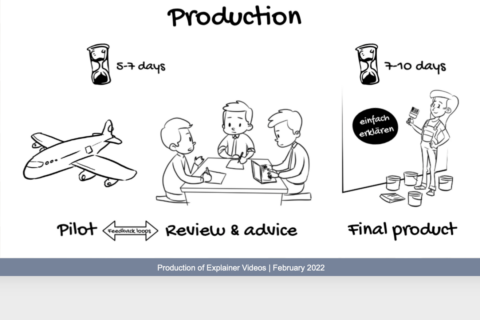 Production
5-7 days
7-10 days
einfach
erklären
Pilot
Feedback loops
Review & advice
Final product
Production of Explainer Videos | February 2022